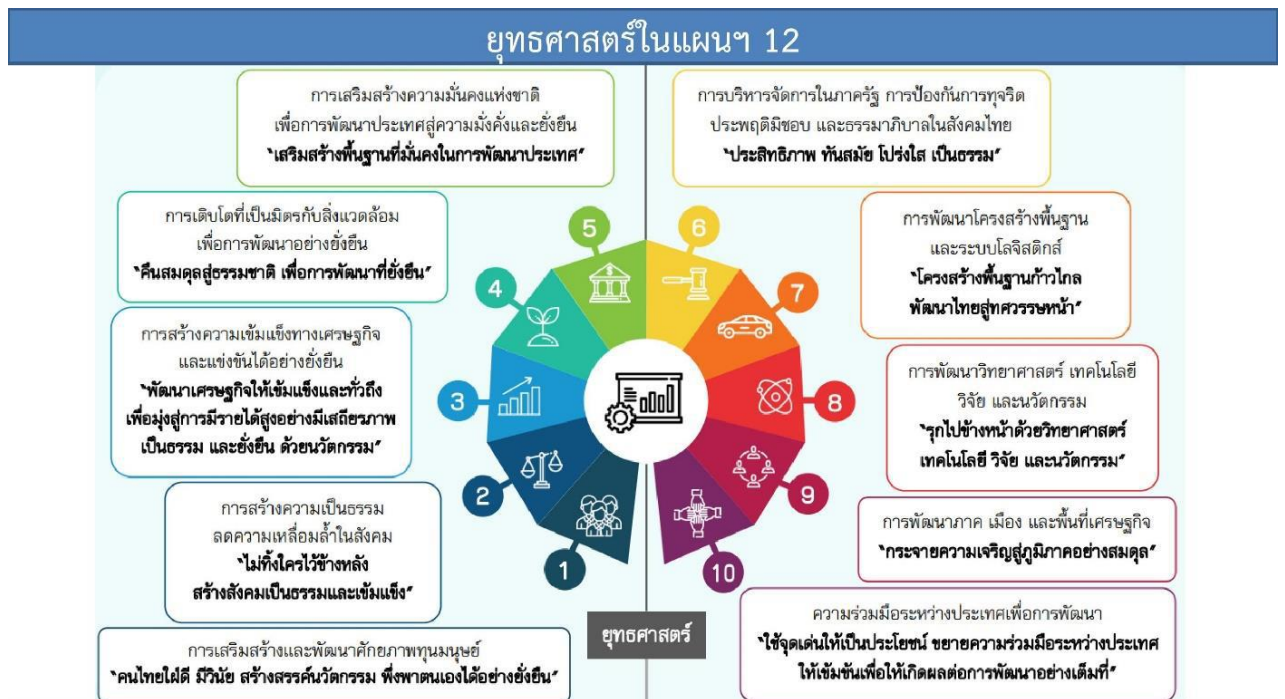 ยุทธศาสตร์ในแผนฯ 12
การเสริมสร้างความมั่นคงแห่งชาติ
เพื่อการพัฒนาประเทศสู่ความมั่งคั่งและยั่งยืน
“เสริมสร้างพื้นฐานที่มั่นคงในการพัฒนาประเทศ”
การบริหารจัดการในภาครัฐ การป้องกันการทุจริต
ประพฤติมิชอบ และธรรมาภิบาลในสังคมไทย
“ประสิทธิภาพ ทันสมัย โปร่งใส เป็นธรรม”
การเติบโตที่เป็นมิตรกับสิ่งแวดล้อม
เพื่อการพัฒนาอย่างยั่งยืน
“คืนสมดุลสู่ธรรมชาติ เพื่อการพัฒนาที่ยั่งยืน”
การพัฒนาโครงสร้างพื้นฐาน
และระบบโลจิสติกส์
“โครงสร้างพื้นฐานก้าวไกล
พัฒนาไทยสู่ทศวรรษหน้า”
การสร้างความเข้มแข็งทางเศรษฐกิจ
และแข่งขันได้อย่างยั่งยืน
“พัฒนาเศรษฐกิจให้เข้มแข็งและทั่วถึง
เพื่อมุ่งสู่การมีรายได้สูงอย่างมีเสถียรภาพ
เป็นธรรม และยั่งยืน ด้วยนวัตกรรม”
การพัฒนาวิทยาศาสตร์ เทคโนโลยี
วิจัย และนวัตกรรม
“รุกไปข้างหน้าด้วยวิทยาศาสตร์
เทคโนโลยี วิจัย และนวัตกรรม”
การสร้างความเป็นธรรม
ลดความเหลื่อมล้ำในสังคม
“ไม่ทิ้งใครไว้ข้างหลัง
สร้างสังคมเป็นธรรมและเข้มแข็ง”
การพัฒนาภาค เมือง และพื้นที่เศรษฐกิจ
“กระจายความเจริญสู่ภูมิภาคอย่างสมดุล”
การเสริมสร้างและพัฒนาศักยภาพทุนมนุษย์
“คนไทยใฝ่ดี มีวินัย สร้างสรรค์นวัตกรรม พึ่งพาตนเองได้อย่างยั่งยืน”
ความร่วมมือระหว่างประเทศเพื่อการพัฒนา
“ใช้จุดเด่นให้เป็นประโยชน์ ขยายความร่วมมือระหว่างประเทศ
ให้เข้มข้นเพื่อให้เกิดผลต่อการพัฒนาอย่างเต็มที่”
1
2
3
4
5
6
7
8
9
10
ยุทธศาสตร์